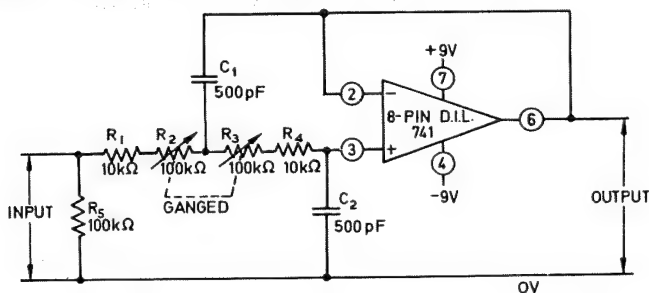 C1
500pF
+9V
7
2
−
8-PIN D.I.L.
741
6
3
+
4
−9V
R1
10kΩ
R2
100kΩ
R3
100kΩ
R4
10kΩ
GANGED
C2
500pF
INPUT
R5
100kΩ
OUTPUT
0V